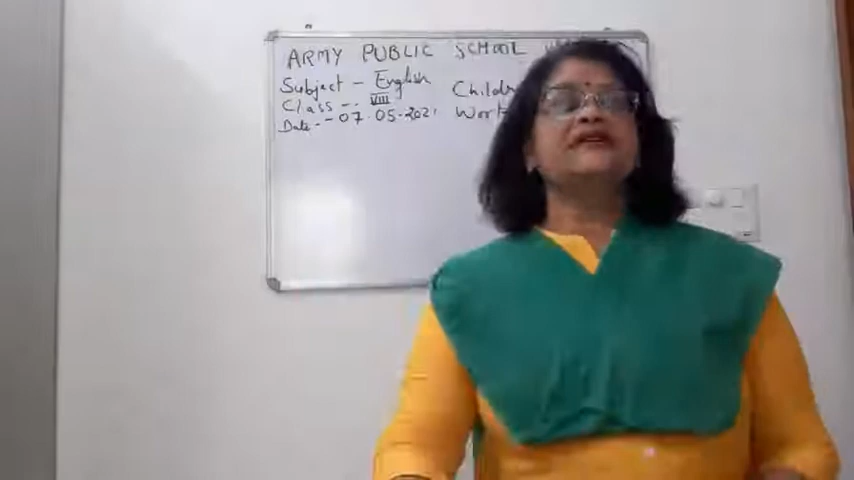 ARMY PUBLIC SCHOOL
Subject - English
Class - VIII
Date - 07.05.2021